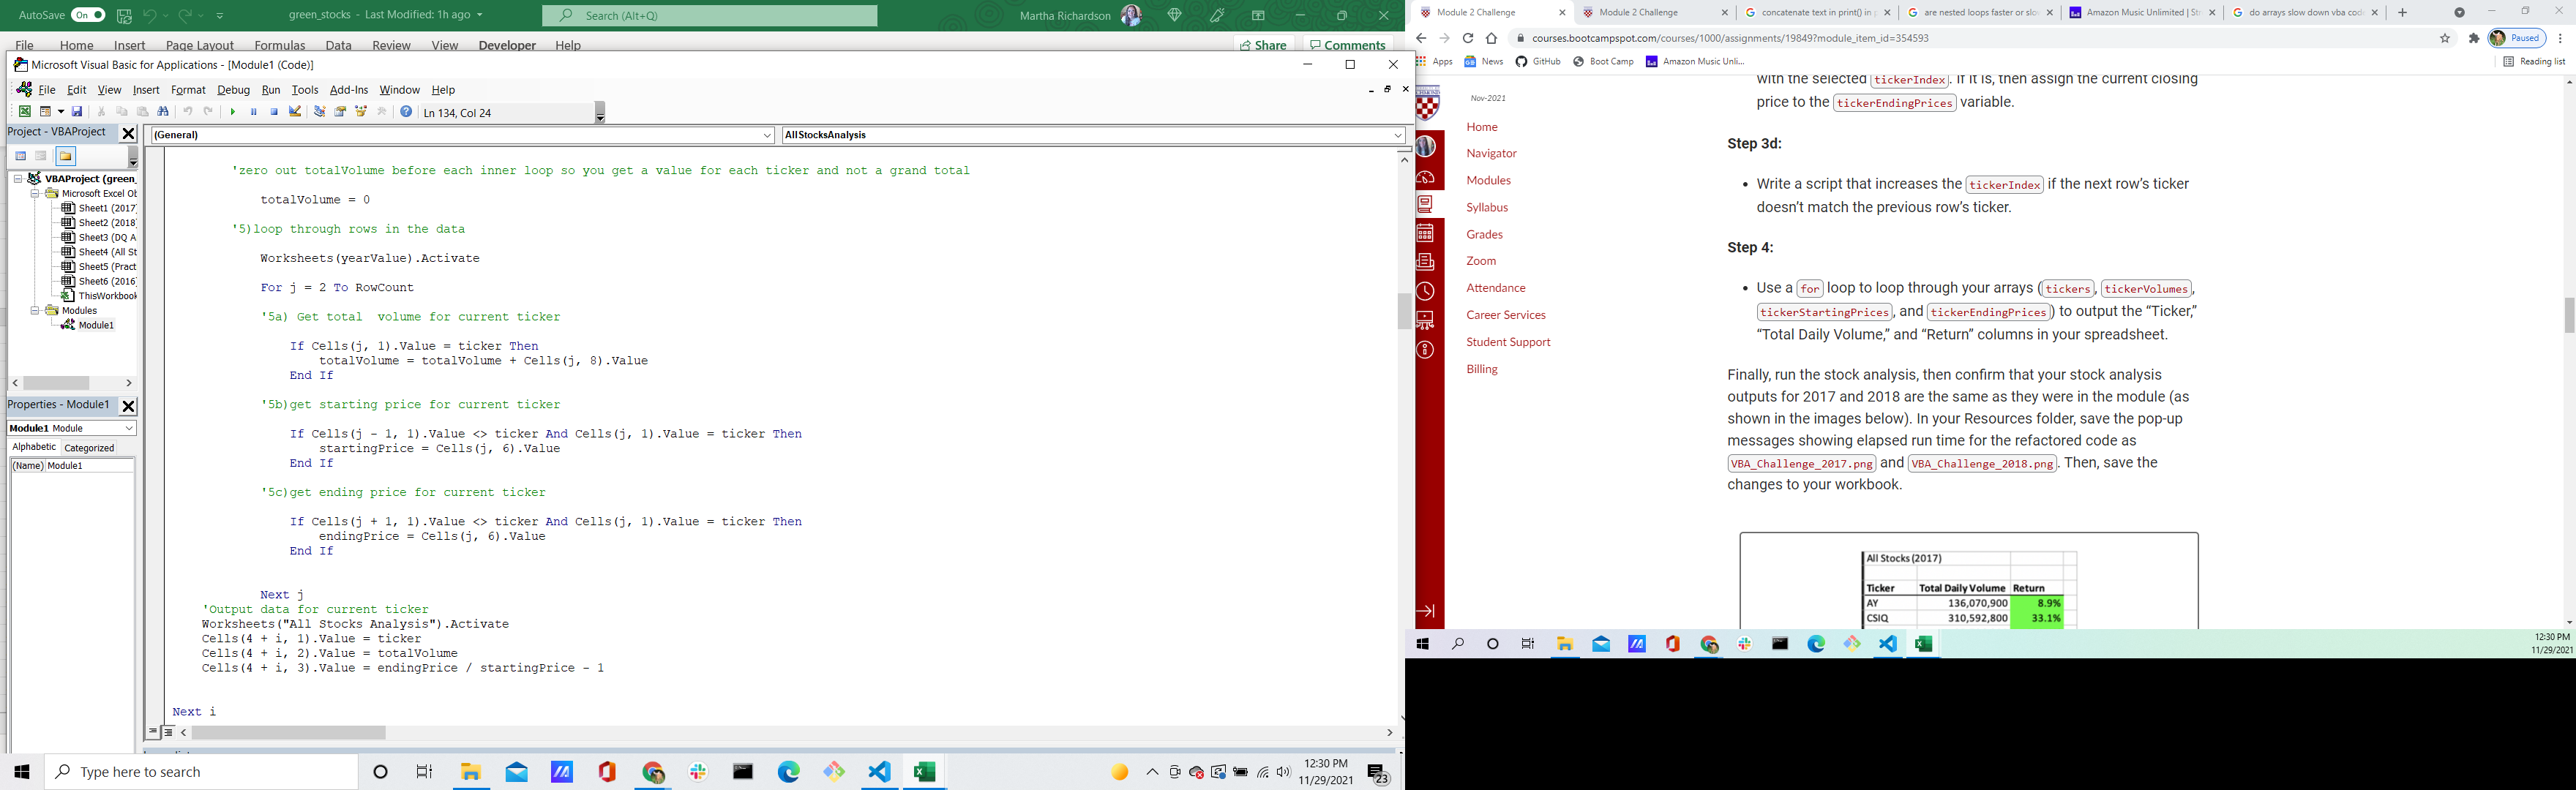 AutoSave On green_stocks - Last Modified: 1h ago Search (Alt+Q) Martha Richardson
File Home Insert Page Layout Formulas Data Review View Developer Help Share Comments
Microsoft Visual Basic for Applications - [Module1 (Code)]
File Edit View Insert Format Debug Run Tools Add-Ins Window Help
Ln 134, Col 24
Project - VBAProject
(General) AllStocksAnalysis
VBAProject (green_
Microsoft Excel Ob
Sheet1 (2017)
Sheet2 (2018)
Sheet3 (DQ A
Sheet4 (All St
Sheet5 (Pract
Sheet6 (2016)
ThisWorkbook
Modules
Module1
Properties - Module1
Module1 Module
Alphabetic Categorized
(Name) Module1
'zero out totalVolume before each inner loop so you get a value for each ticker and not a grand total
totalVolume = 0
'5)loop through rows in the data
Worksheets(yearValue).Activate
For j = 2 To RowCount
'5a) Get total  volume for current ticker
If Cells(j, 1).Value = ticker Then
totalVolume = totalVolume + Cells(j, 8).Value
End If
'5b)get starting price for current ticker
If Cells(j - 1, 1).Value <> ticker And Cells(j, 1).Value = ticker Then
startingPrice = Cells(j, 6).Value
End If
'5c)get ending price for current ticker
If Cells(j + 1, 1).Value <> ticker And Cells(j, 1).Value = ticker Then
endingPrice = Cells(j, 6).Value
End If
Next j
'Output data for current ticker
Worksheets("All Stocks Analysis").Activate
Cells(4 + i, 1).Value = ticker
Cells(4 + i, 2).Value = totalVolume
Cells(4 + i, 3).Value = endingPrice / startingPrice - 1
Next i
Type here to search
12:30 PM
11/29/2021
23
Module 2 Challenge Module 2 Challenge concatenate text in print() in p are nested loops faster or slo Amazon Music Unlimited | St do arrays slow down vba cod
courses.bootcampspot.com/courses/1000/assignments/19849?module_item_id=354593 Paused
Apps News GitHub Boot Camp Amazon Music Unli... Reading list
Nov-2021
Home
Navigator
Modules
Syllabus
Grades
Zoom
Attendance
Career Services
Student Support
Billing
with the selected tickerIndex. If it is, then assign the current closing
price to the tickerEndingPrices variable.
Step 3d:
• Write a script that increases the tickerIndex if the next row’s ticker
doesn’t match the previous row’s ticker.
Step 4:
• Use a for loop to loop through your arrays (tickers, tickerVolumes,
tickerStartingPrices, and tickerEndingPrices) to output the “Ticker,”
“Total Daily Volume,” and “Return” columns in your spreadsheet.
Finally, run the stock analysis, then confirm that your stock analysis
outputs for 2017 and 2018 are the same as they were in the module (as
shown in the images below). In your Resources folder, save the pop-up
messages showing elapsed run time for the refactored code as
VBA_Challenge_2017.png and VBA_Challenge_2018.png. Then, save the
changes to your workbook.
All Stocks (2017)
Ticker Total Daily Volume Return
AY 136,070,900 8.9%
CSIQ 310,592,800 33.1%
12:30 PM
11/29/2021